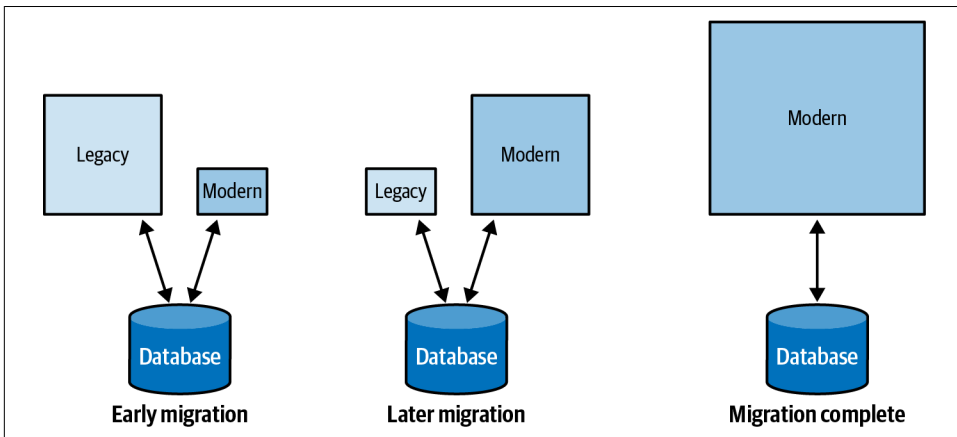 Legacy
Modern
Database
Early migration
Legacy
Modern
Database
Later migration
Modern
Database
Migration complete